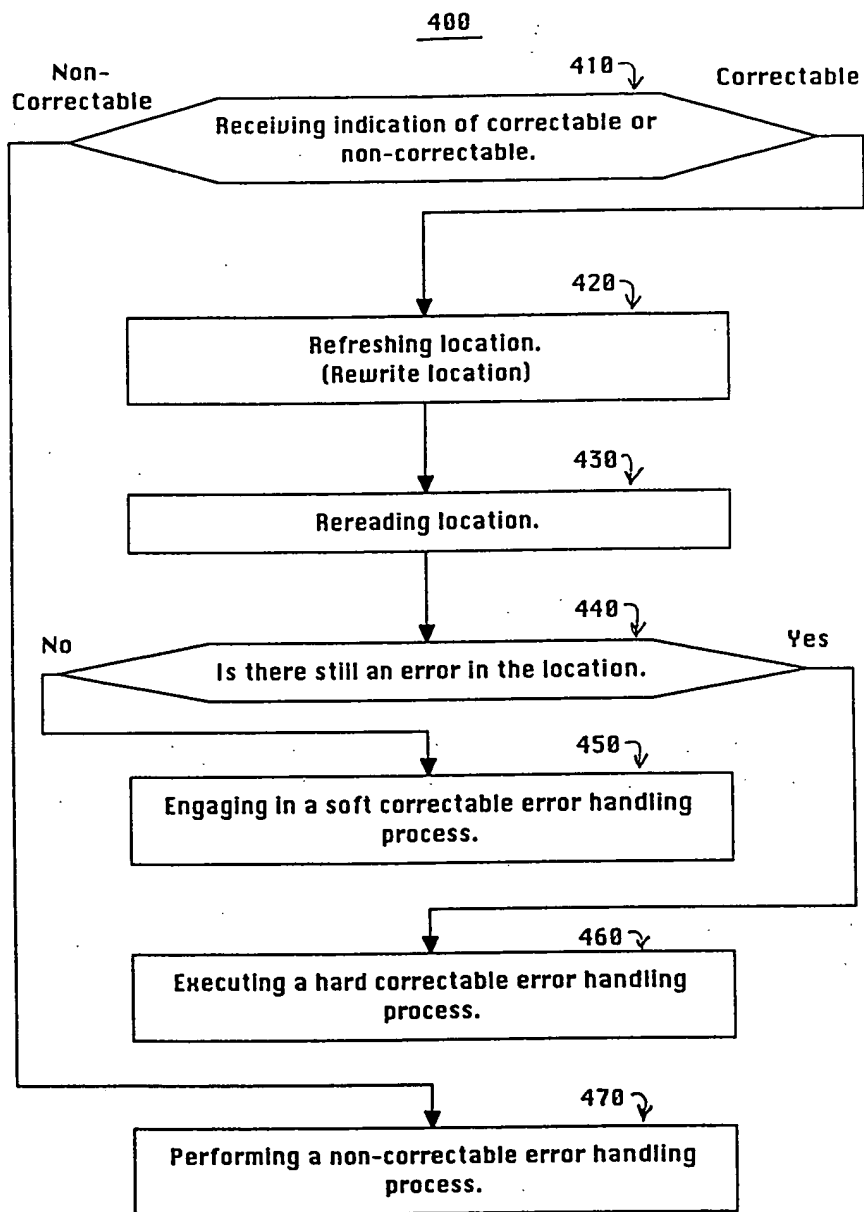 400
410
Non-
Correctable
Correctable
Receiving indication of correctable or
non-correctable.
420
Refreshing location.
(Rewrite location)
430
Rereading location.
440
No
Yes
Is there still an error in the location.
450
Engaging in a soft correctable error handling
process.
460
Executing a hard correctable error handling
process.
470
Performing a non-correctable error handling
process.